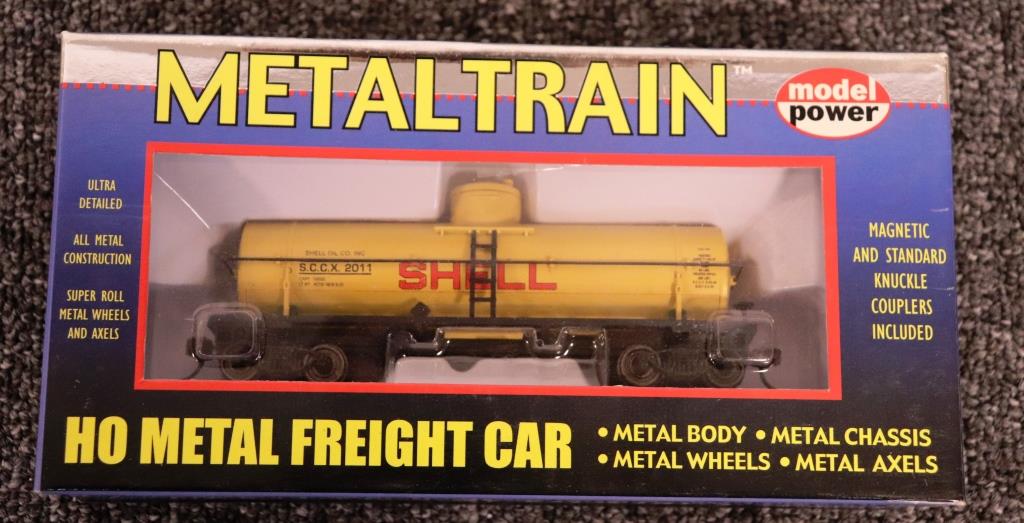 METALTRAIN™
model
power
ULTRA
DETAILED
ALL METAL
CONSTRUCTION
SUPER ROLL
METAL WHEELS
AND AXELS
SHELL OIL CO. INC
S.C.C.X. 2011
SHELL
MAGNETIC
AND STANDARD
KNUCKLE
COUPLERS
INCLUDED
HO METAL FREIGHT CAR
• METAL BODY • METAL CHASSIS
• METAL WHEELS • METAL AXELS